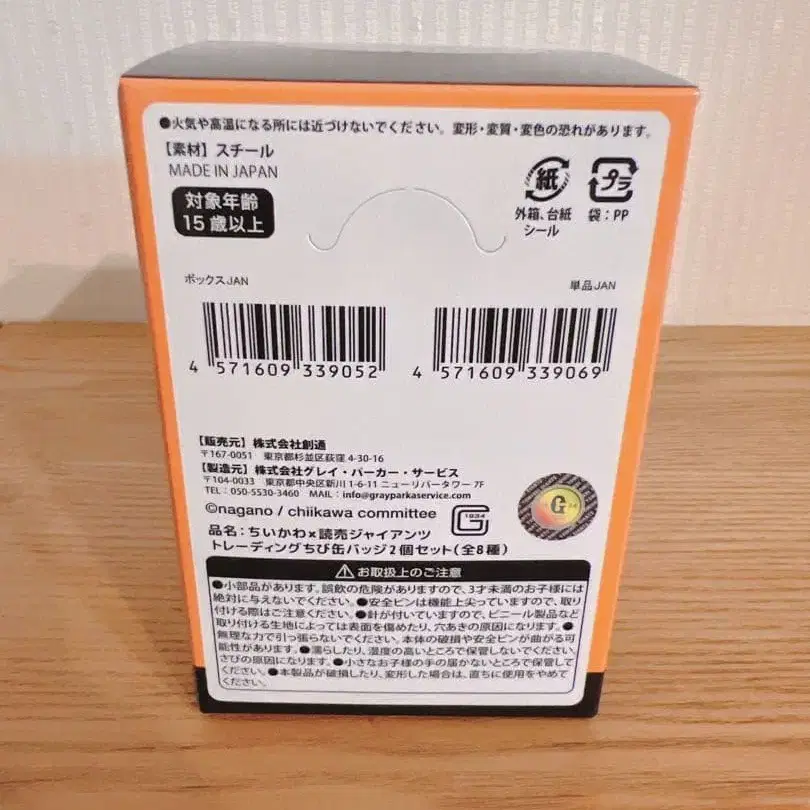 ●火気や高温になる所には近づけないでください。変形・変質・変色の恐れがあります。
【素材】スチール
MADE IN JAPAN
対象年齢
15歳以上
紙
プラ
外箱、台紙
シール
袋：PP
ボックスJAN
単品JAN
4 571609 339052
4 571609 339069
【販売元】株式会社創通
〒167-0051 東京都杉並区荻窪 4-30-16
【製造元】株式会社グレイ・パーカー・サービス
〒104-0033 東京都中央区新川 1-6-11 ニューリバータワー 7F
TEL：050-5530-3460 MAIL：info@grayparkaservice.com
©nagano / chiikawa committee
1934
G
G
品名：ちいかわ×読売ジャイアンツ
トレーディングちび缶バッジ2個セット（全8種）
⚠お取扱上のご注意
●小部品があります。誤飲の危険がありますので、3才未満のお子様には
絶対に与えないでください。●安全ピンは機能上尖っていますので、取り
付ける際はご注意ください。●針が付いていますので、ビニール製品など
取り付ける生地によっては表面を傷めたり、穴あきの原因になります。●
無理な力で引っ張らないでください。本体の破損や安全ピンが曲がる可
能性があります。●濡らしたり、湿度の高いところで保管しないでください。
さびの原因になります。●小さなお子様の手の届かないところで保管して
ください。●本製品が破損したり、変形した場合は、直ちに使用をやめて
ください。